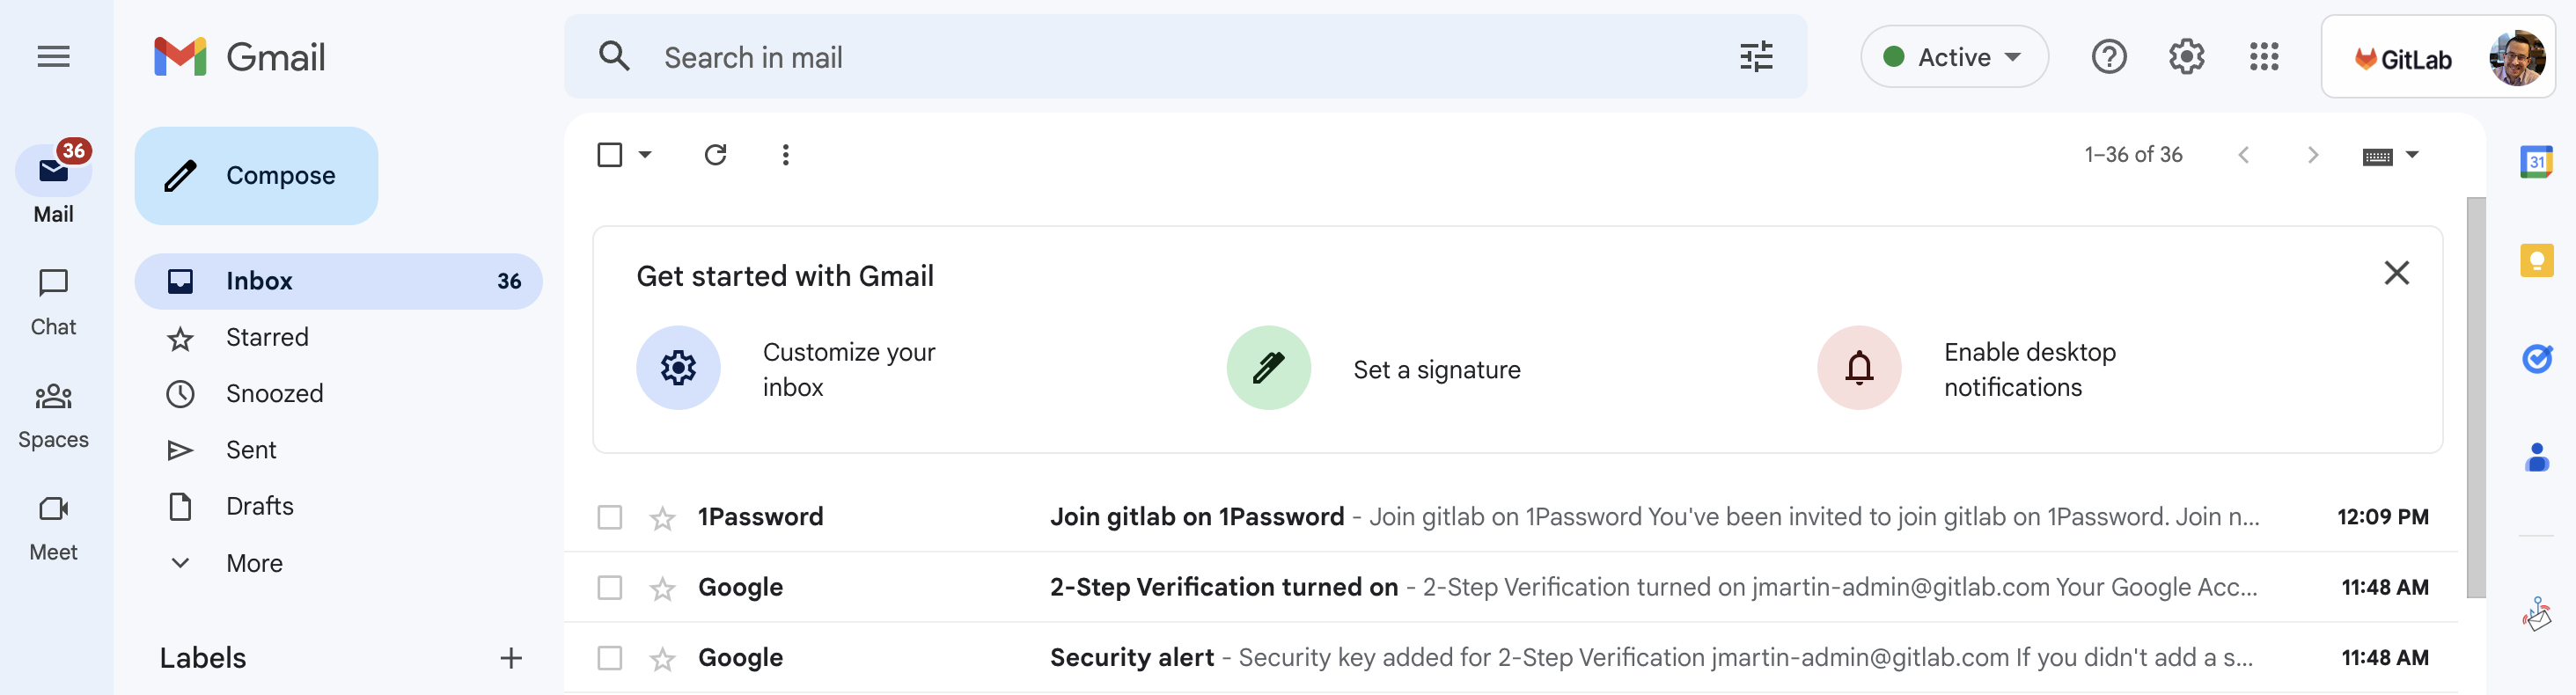 Gmail
Search in mail
Active
GitLab
36
Mail
Chat
Spaces
Meet
Compose
Inbox 36
Starred
Snoozed
Sent
Drafts
More
Labels
1–36 of 36
31
Get started with Gmail
Customize your
inbox
Set a signature
Enable desktop
notifications
1Password Join gitlab on 1Password - Join gitlab on 1Password You've been invited to join gitlab on 1Password. Join n... 12:09 PM
Google 2-Step Verification turned on - 2-Step Verification turned on jmartin-admin@gitlab.com Your Google Acc... 11:48 AM
Google Security alert - Security key added for 2-Step Verification jmartin-admin@gitlab.com If you didn't add a s... 11:48 AM